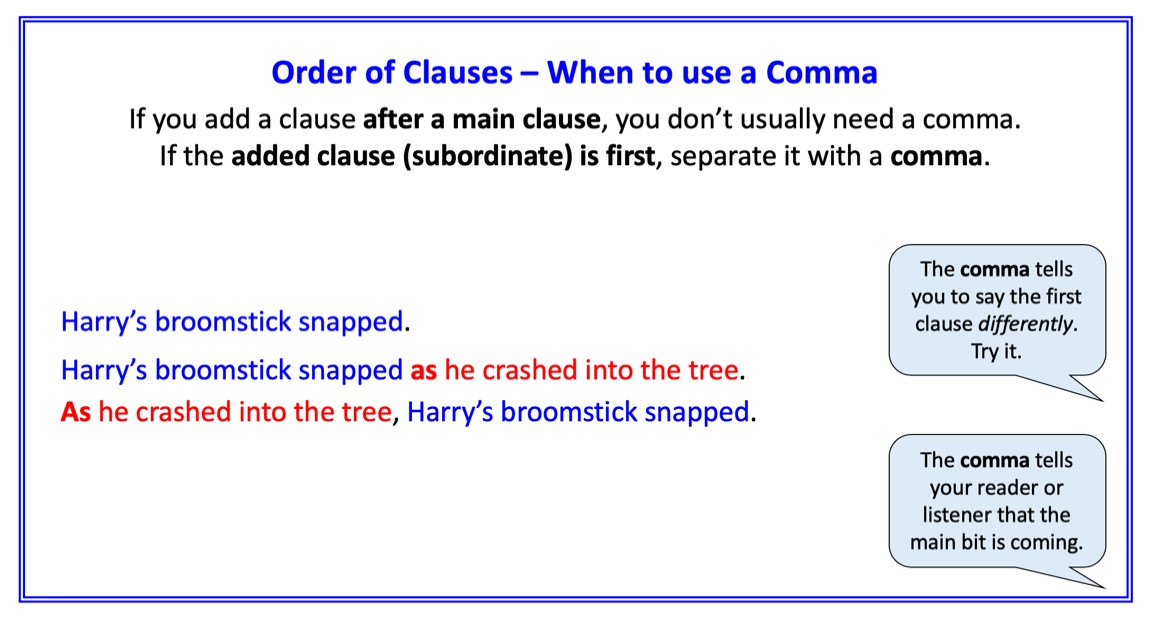 Order of Clauses – When to use a Comma
If you add a clause after a main clause, you don’t usually need a comma.
If the added clause (subordinate) is first, separate it with a comma.
The comma tells
you to say the first
clause differently.
Try it.
Harry’s broomstick snapped.
Harry’s broomstick snapped as he crashed into the tree.
As he crashed into the tree, Harry’s broomstick snapped.
The comma tells
your reader or
listener that the
main bit is coming.